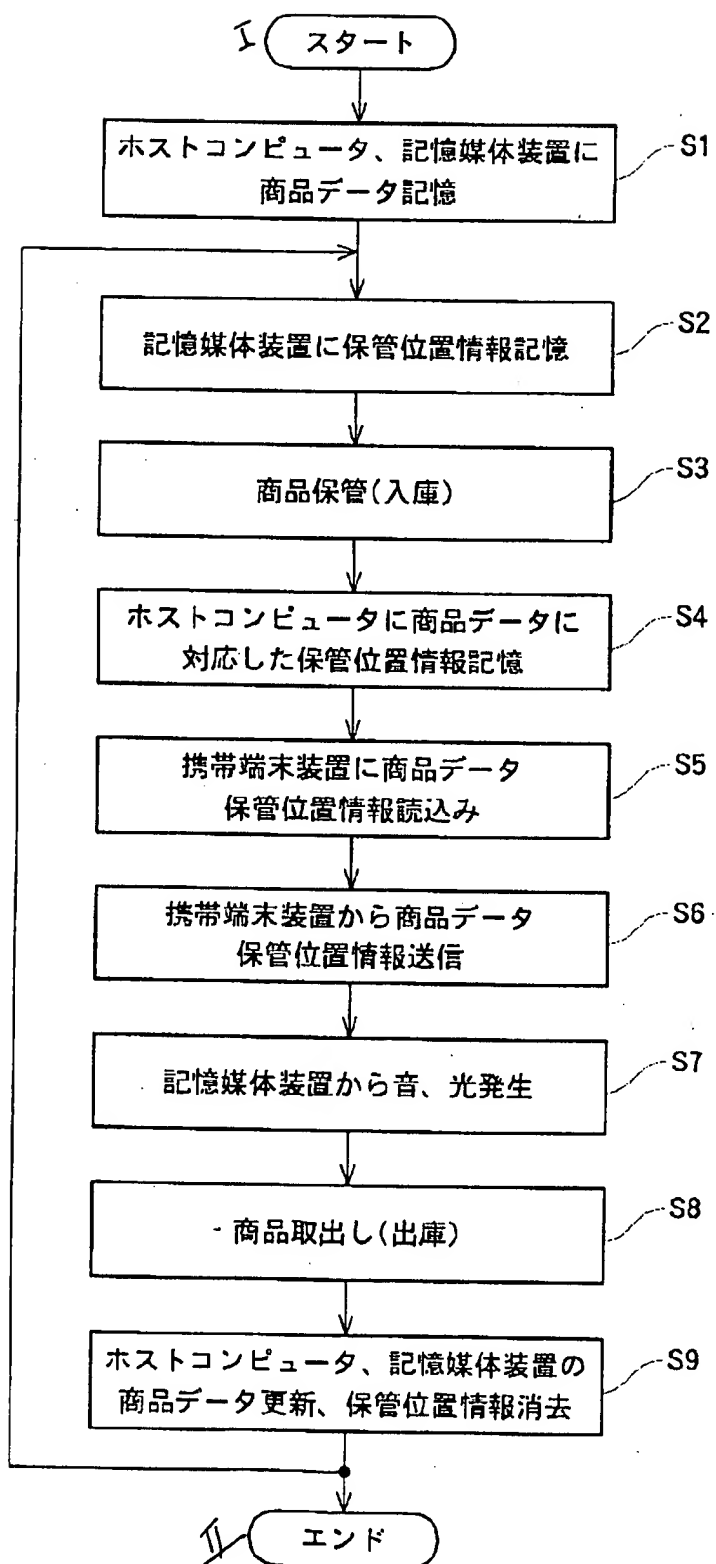 I スタート
ホストコンピュータ、記憶媒体装置に
商品データ記憶
S1
記憶媒体装置に保管位置情報記憶
S2
商品保管(入庫)
S3
ホストコンピュータに商品データに
対応した保管位置情報記憶
S4
携帯端末装置に商品データ
保管位置情報読込み
S5
携帯端末装置から商品データ
保管位置情報送信
S6
記憶媒体装置から音、光発生
S7
商品取出し(出庫)
S8
ホストコンピュータ、記憶媒体装置の
商品データ更新、保管位置情報消去
S9
II エンド